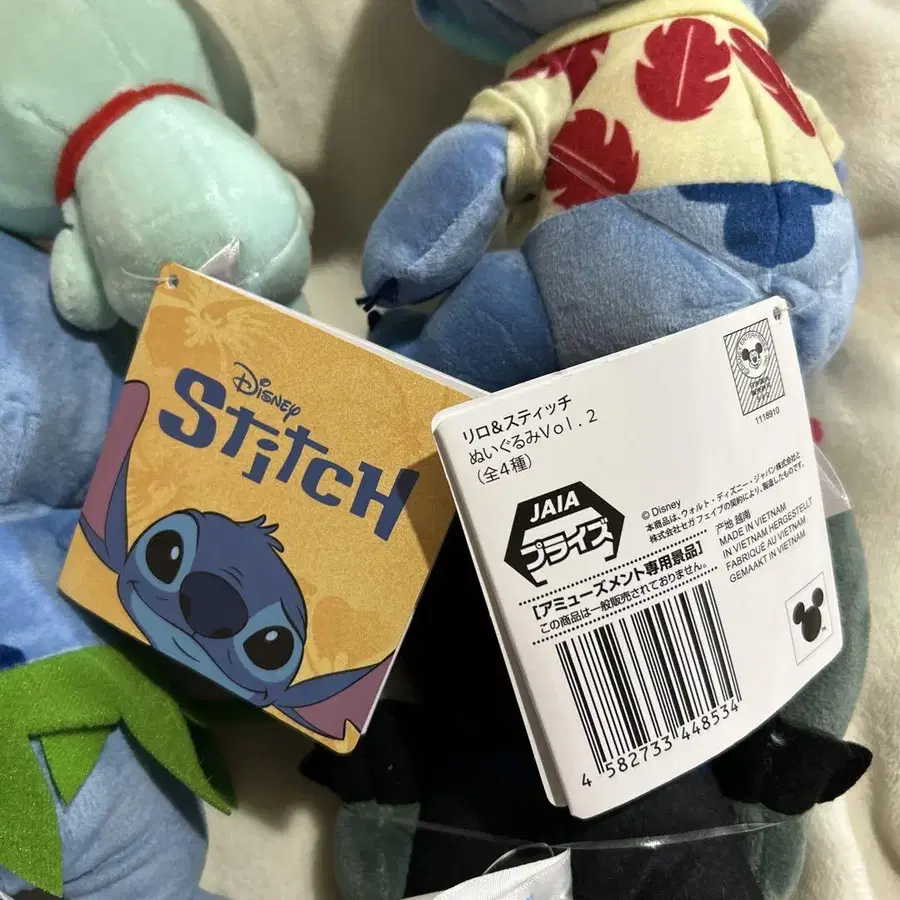 Disney
Stitch
リロ&スティッチ
ぬいぐるみVol.2
(全4種)
1118910
JAIA
プライズ
© Disney
本商品は、ウォルト・ディズニー・ジャパン株式会社と
株式会社セガ フェイブの契約により、製造したものです。
[アミューズメント専用景品]
この商品は一般販売されておりません。
産地 越南
MADE IN VIETNAM
IN VIETNAM HERGESTELLT
FABRIQUÉ AU VIETNAM
GEMAAKT IN VIETNAM
4 582733 448534